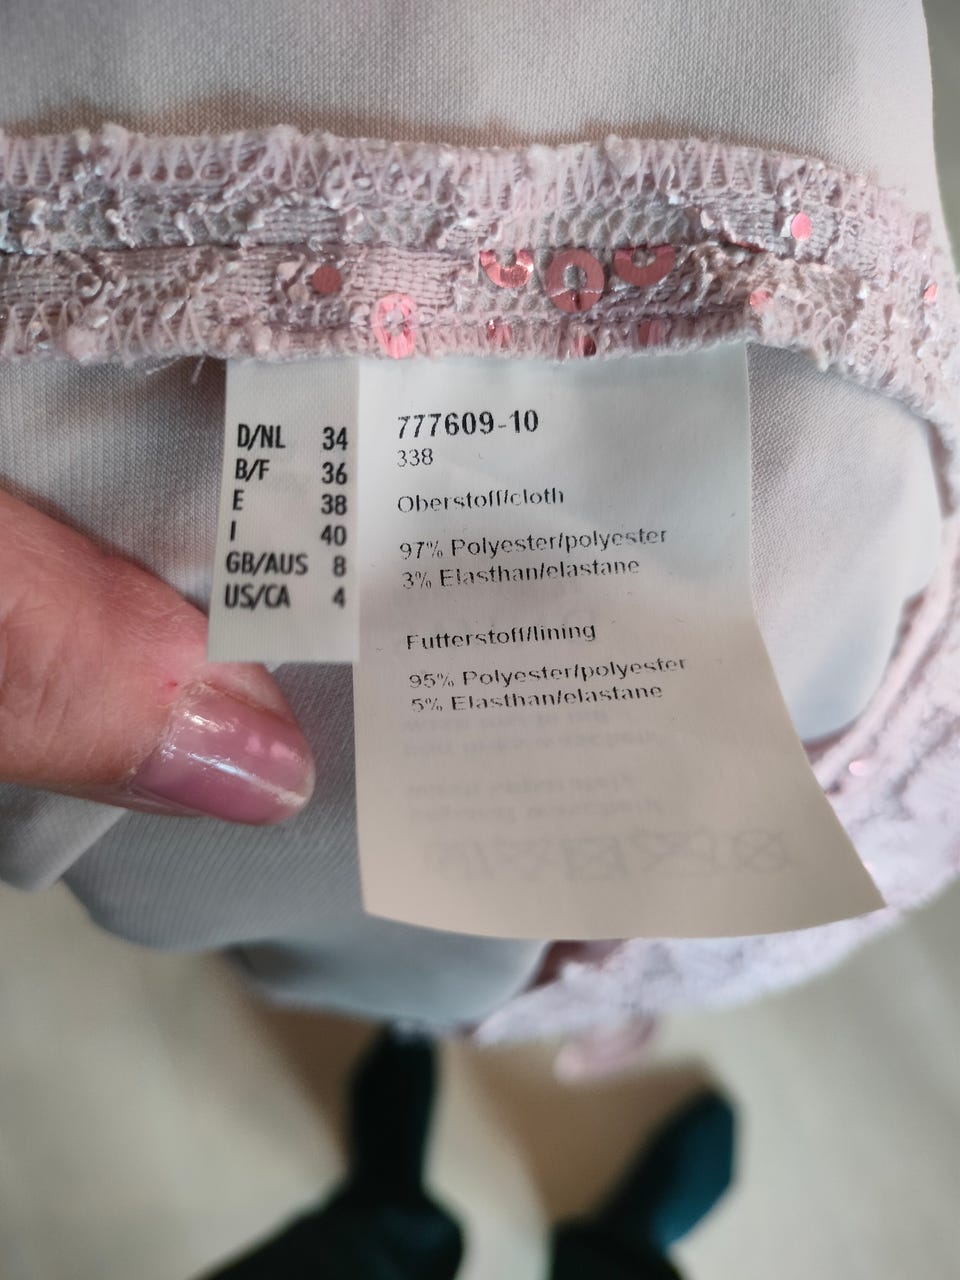 D/NL 34
B/F 36
E 38
I 40
GB/AUS 8
US/CA 4
777609-10
338
Oberstoff/cloth
97% Polyester/polyester
3% Elasthan/elastane
Futterstoff/lining
95% Polyester/polyester
5% Elasthan/elastane